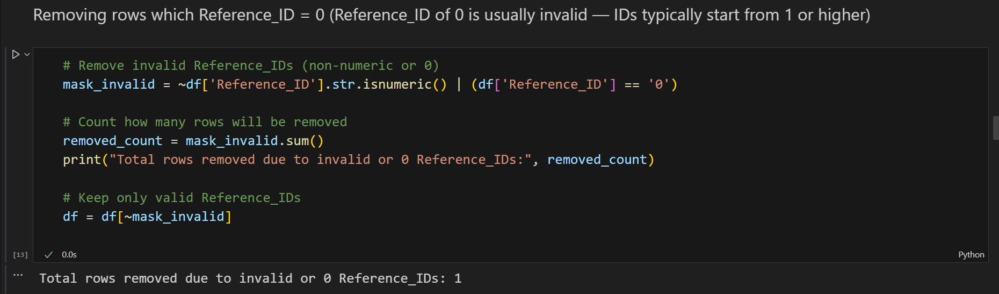 Removing rows which Reference_ID = 0 (Reference_ID of 0 is usually invalid — IDs typically start from 1 or higher)
# Remove invalid Reference_IDs (non-numeric or 0)
mask_invalid = ~df['Reference_ID'].str.isnumeric() | (df['Reference_ID'] == '0')
# Count how many rows will be removed
removed_count = mask_invalid.sum()
print("Total rows removed due to invalid or 0 Reference_IDs:", removed_count)
# Keep only valid Reference_IDs
df = df[~mask_invalid]
[13] 0.0s Python
... Total rows removed due to invalid or 0 Reference_IDs: 1